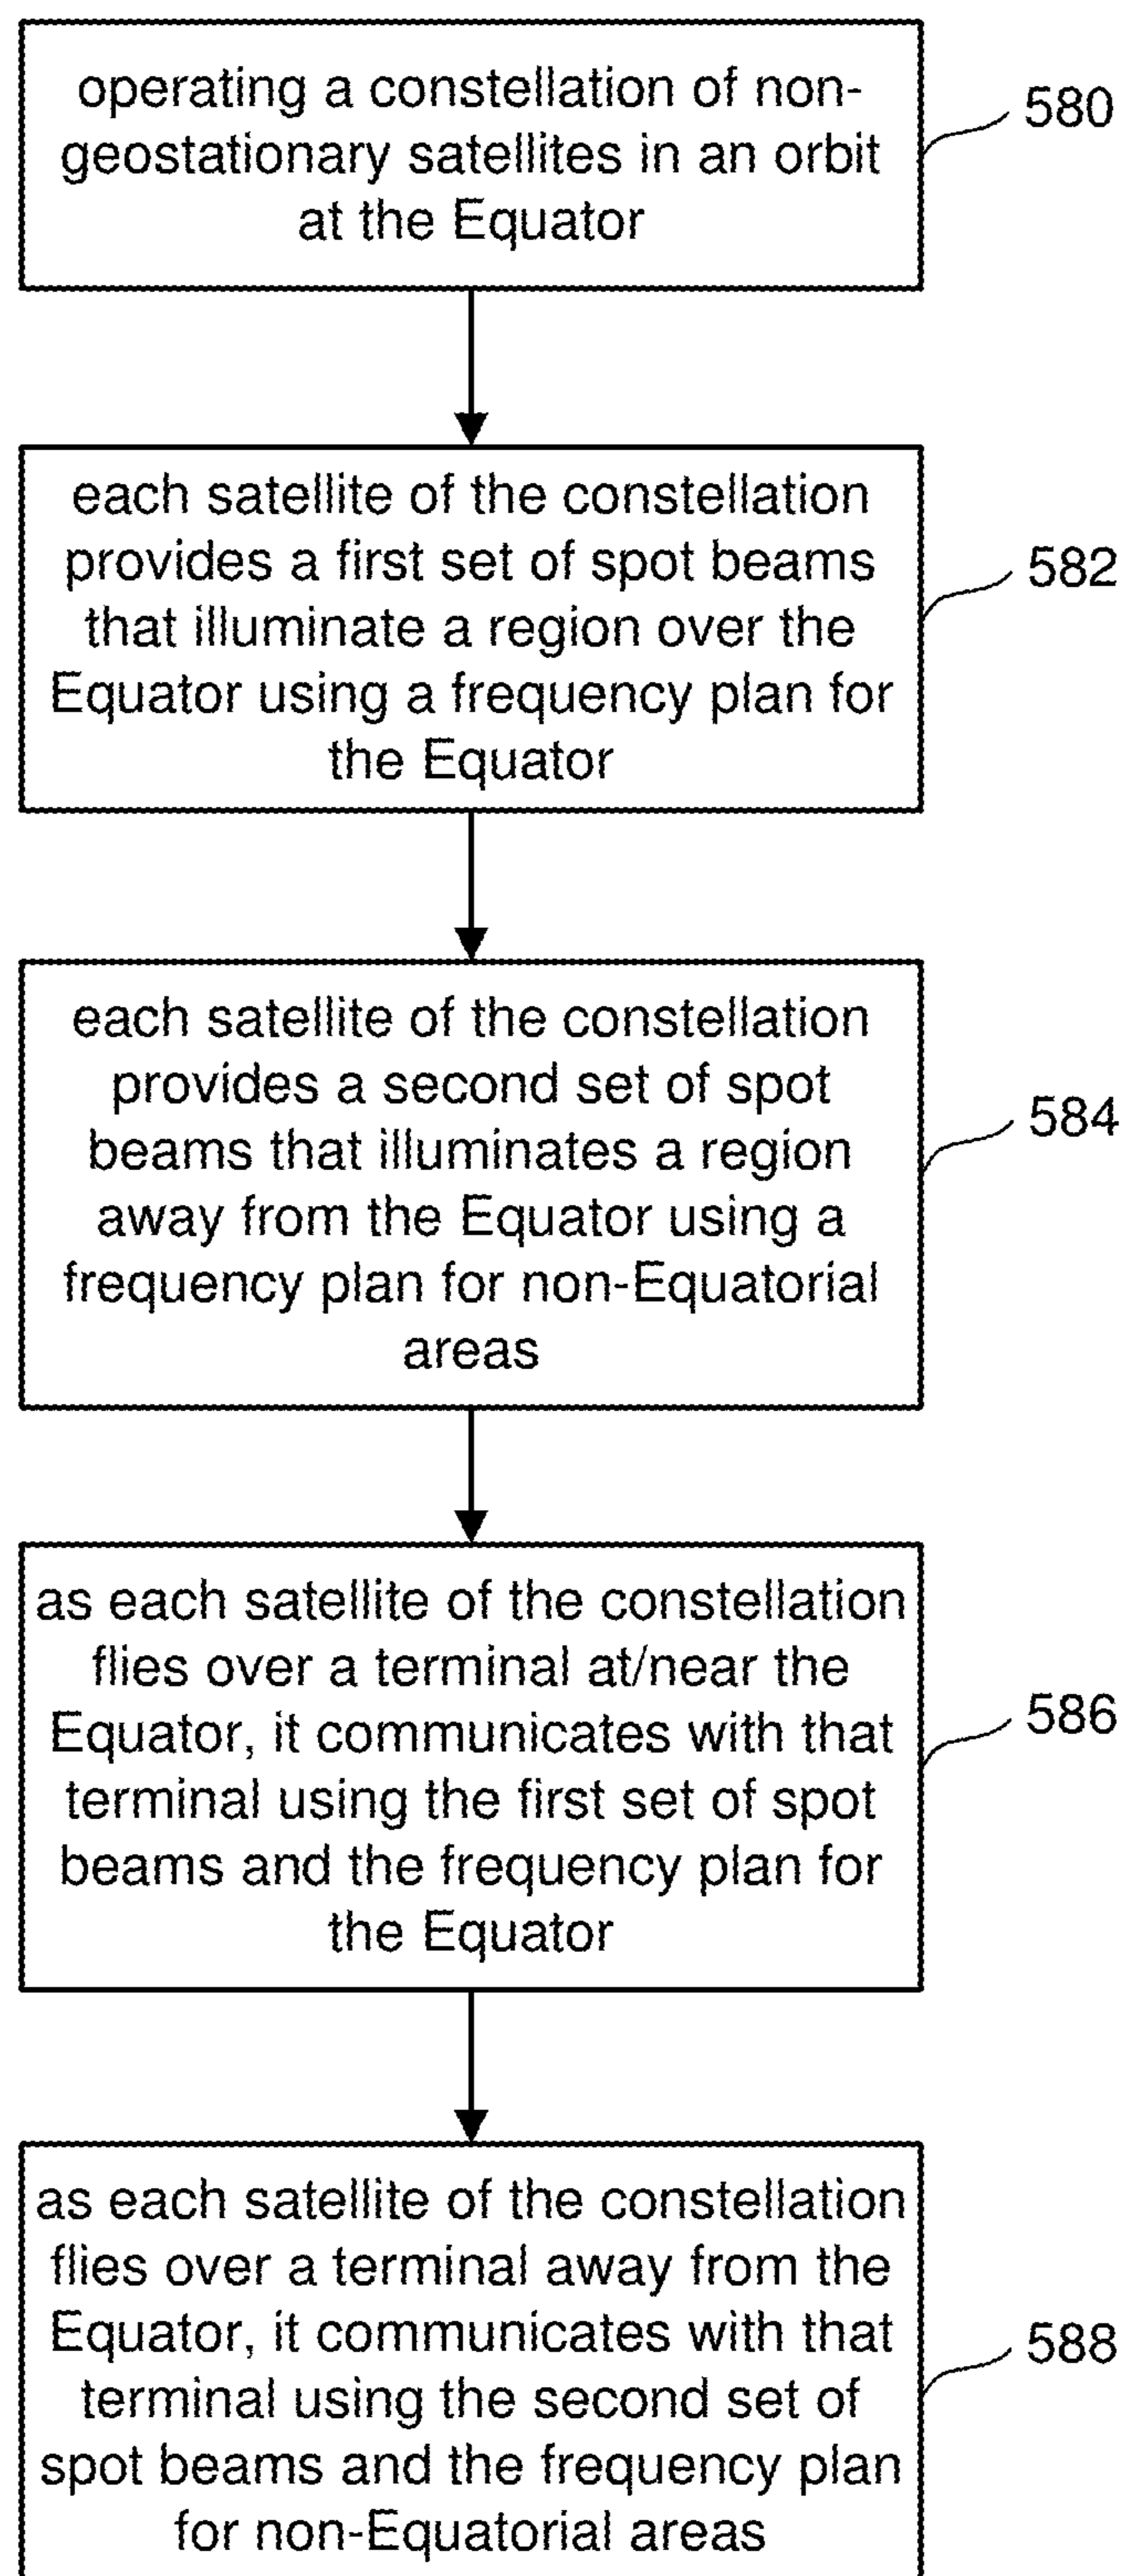 operating a constellation of non-
geostationary satellites in an orbit
at the Equator
580
each satellite of the constellation
provides a first set of spot beams
that illuminate a region over the
Equator using a frequency plan for
the Equator
582
each satellite of the constellation
provides a second set of spot
beams that illuminates a region
away from the Equator using a
frequency plan for non-Equatorial
areas
584
as each satellite of the constellation
flies over a terminal at/near the
Equator, it communicates with that
terminal using the first set of spot
beams and the frequency plan for
the Equator
586
as each satellite of the constellation
flies over a terminal away from the
Equator, it communicates with that
terminal using the second set of
spot beams and the frequency plan
for non-Equatorial areas
588